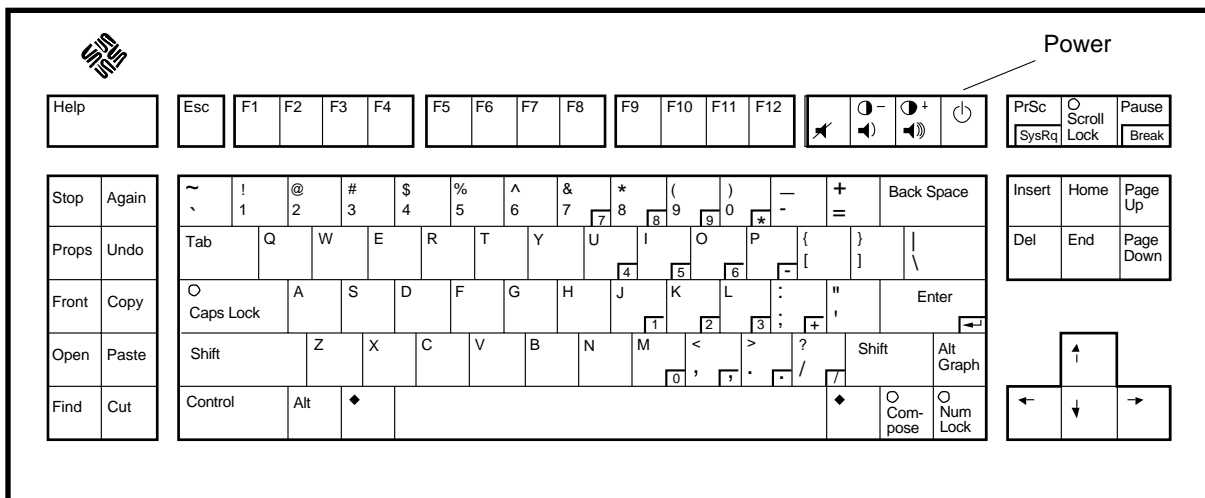 Power
Help Esc F1 F2 F3 F4 F5 F6 F7 F8 F9 F10 F11 F12 − + PrSc SysRq Scroll Lock Pause Break
Stop Again ~ ` ! 1 @ 2 # 3 $ 4 % 5 ^ 6 & 7 7 * 8 8 ( 9 9 ) 0 * — - + = Back Space Insert Home Page Up
Props Undo Tab Q W E R T Y U 4 I 5 O 6 P - { [ } ] | \ Del End Page Down
Front Copy Caps Lock A S D F G H J 1 K 2 L 3 : ; + " ' Enter
Open Paste Shift Z X C V B N M 0 < , , > . . ? / / Shift Alt Graph
Find Cut Control Alt Com- pose Num Lock